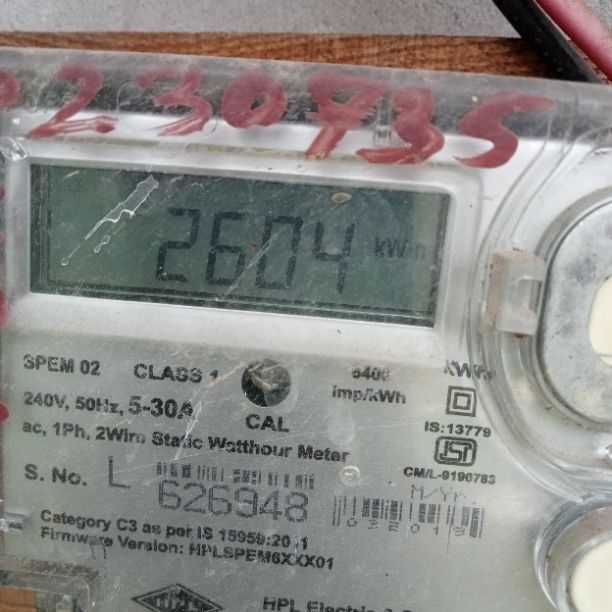 230735
2604 kWh
SPEM 02 CLASS 1 6400 imp/kWh kWh
240V, 50Hz, 5-30A CAL
ac, 1Ph, 2Wire Static Watthour Meter IS:13779
S. No. L 626948 CM/L-9190783
M/Yr.
Category C3 as per IS 15959:2011
Firmware Version: HPLSPEM6XXX01
HPL Electric &